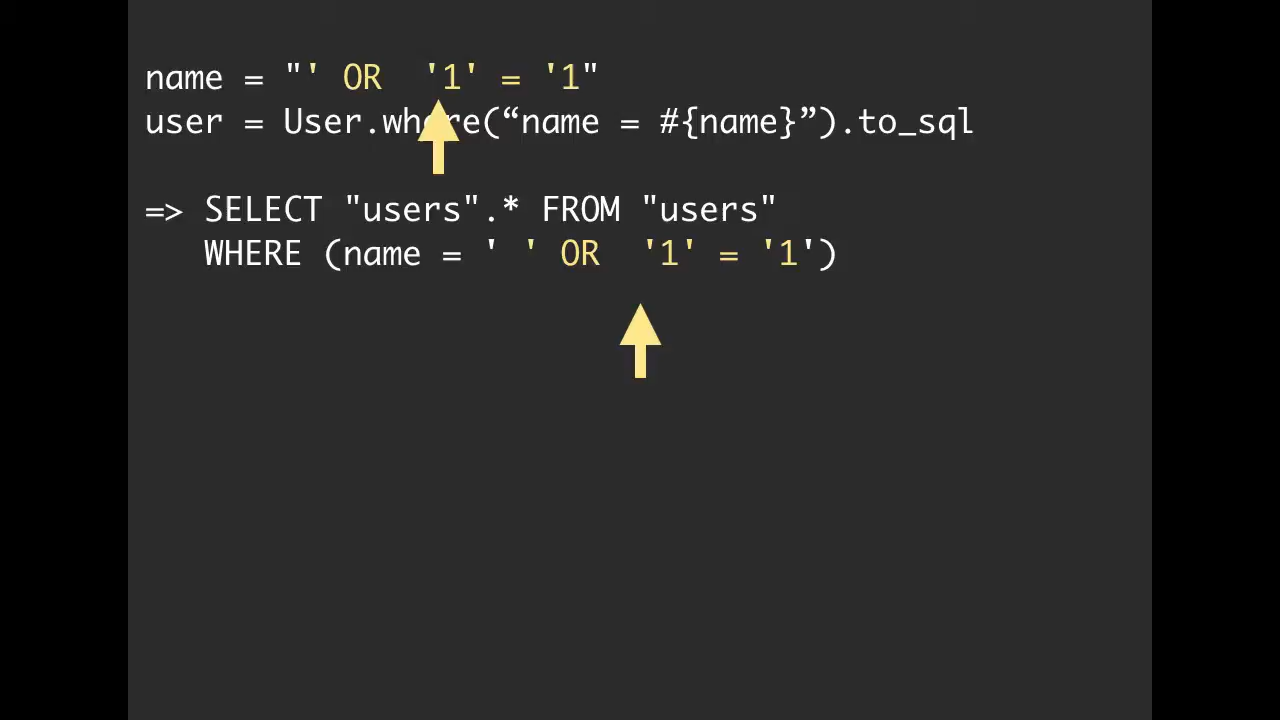 name = "' OR  '1' = '1"
user = User.where(“name = #{name}”).to_sql
=> SELECT "users".* FROM "users"
WHERE (name = ' ' OR  '1' = '1')